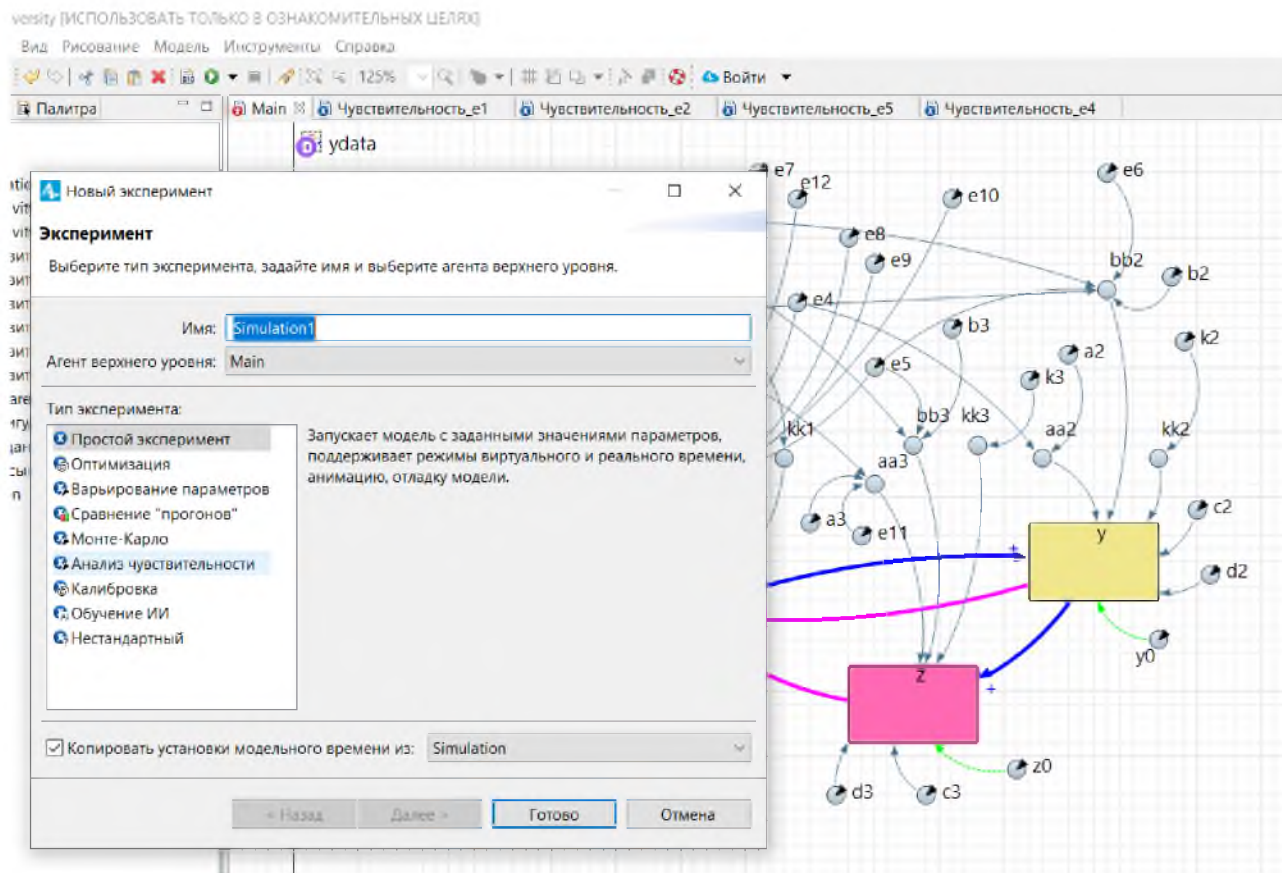 versity [ИСПОЛЬЗОВАТЬ ТОЛЬКО В ОЗНАКОМИТЕЛЬНЫХ ЦЕЛЯХ]
Вид Рисование Модель Инструменты Справка
125% Войти
Палитра Main Чувствительность_e1 Чувствительность_e2 Чувствительность_e5 Чувствительность_e4
ydata
Новый эксперимент
Эксперимент
Выберите тип эксперимента, задайте имя и выберите агента верхнего уровня.
Имя: Simulation1
Агент верхнего уровня: Main
Тип эксперимента:
Простой эксперимент
Оптимизация
Варьирование параметров
Сравнение "прогонов"
Монте-Карло
Анализ чувствительности
Калибровка
Обучение ИИ
Нестандартный
Запускает модель с заданными значениями параметров,
поддерживает режимы виртуального и реального времени,
анимацию, отладку модели.
Копировать установки модельного времени из: Simulation
< Назад Далее > Готово Отмена
e7 e6
e12
e10
e8
e9
bb2
b2
e4
b3
k2
a2
e5
k3
bb3 kk3
kk1 aa2 kk2
aa3
c2
a3
e11
y
+
d2
y0
z
+
z0
d3 c3